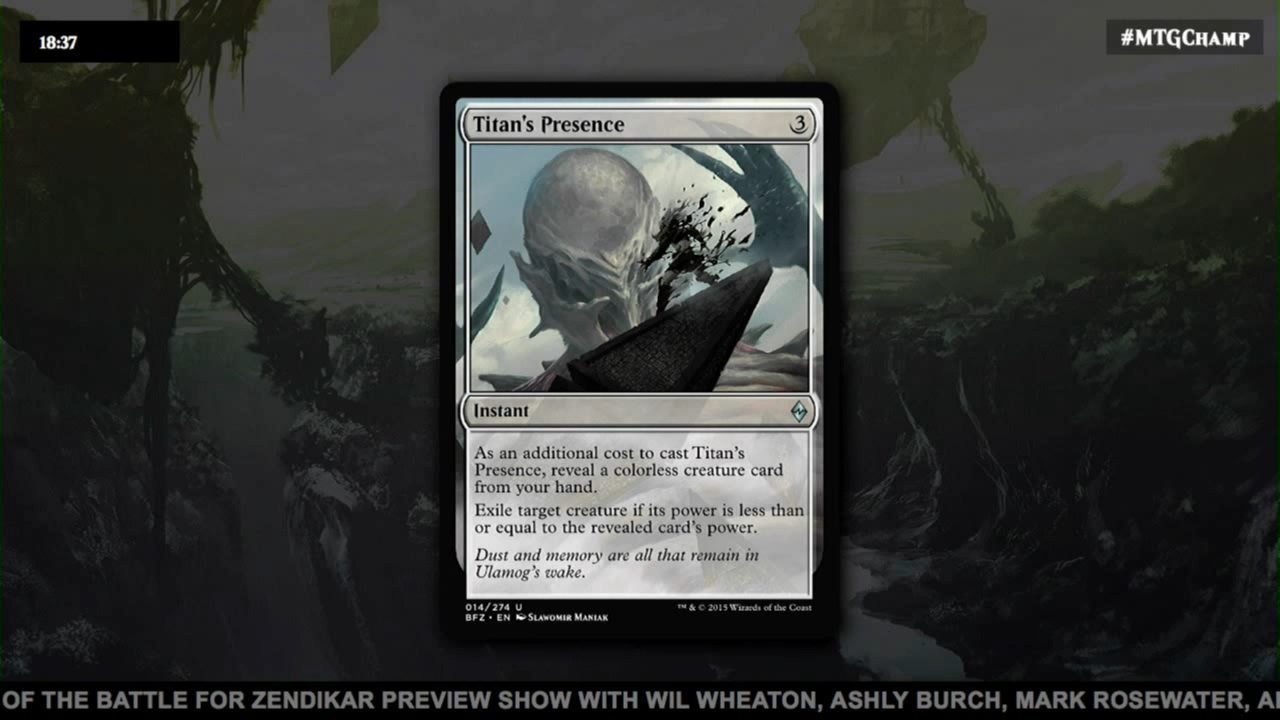 18:37
#MTGChamp
Titan's Presence 3
Instant
As an additional cost to cast Titan's
Presence, reveal a colorless creature card
from your hand.
Exile target creature if its power is less than
or equal to the revealed card's power.
Dust and memory are all that remain in
Ulamog's wake.
014/274 U
BFZ • EN Slawomir Maniak
™ & © 2015 Wizards of the Coast
OF THE BATTLE FOR ZENDIKAR PREVIEW SHOW WITH WIL WHEATON, ASHLY BURCH, MARK ROSEWATER,